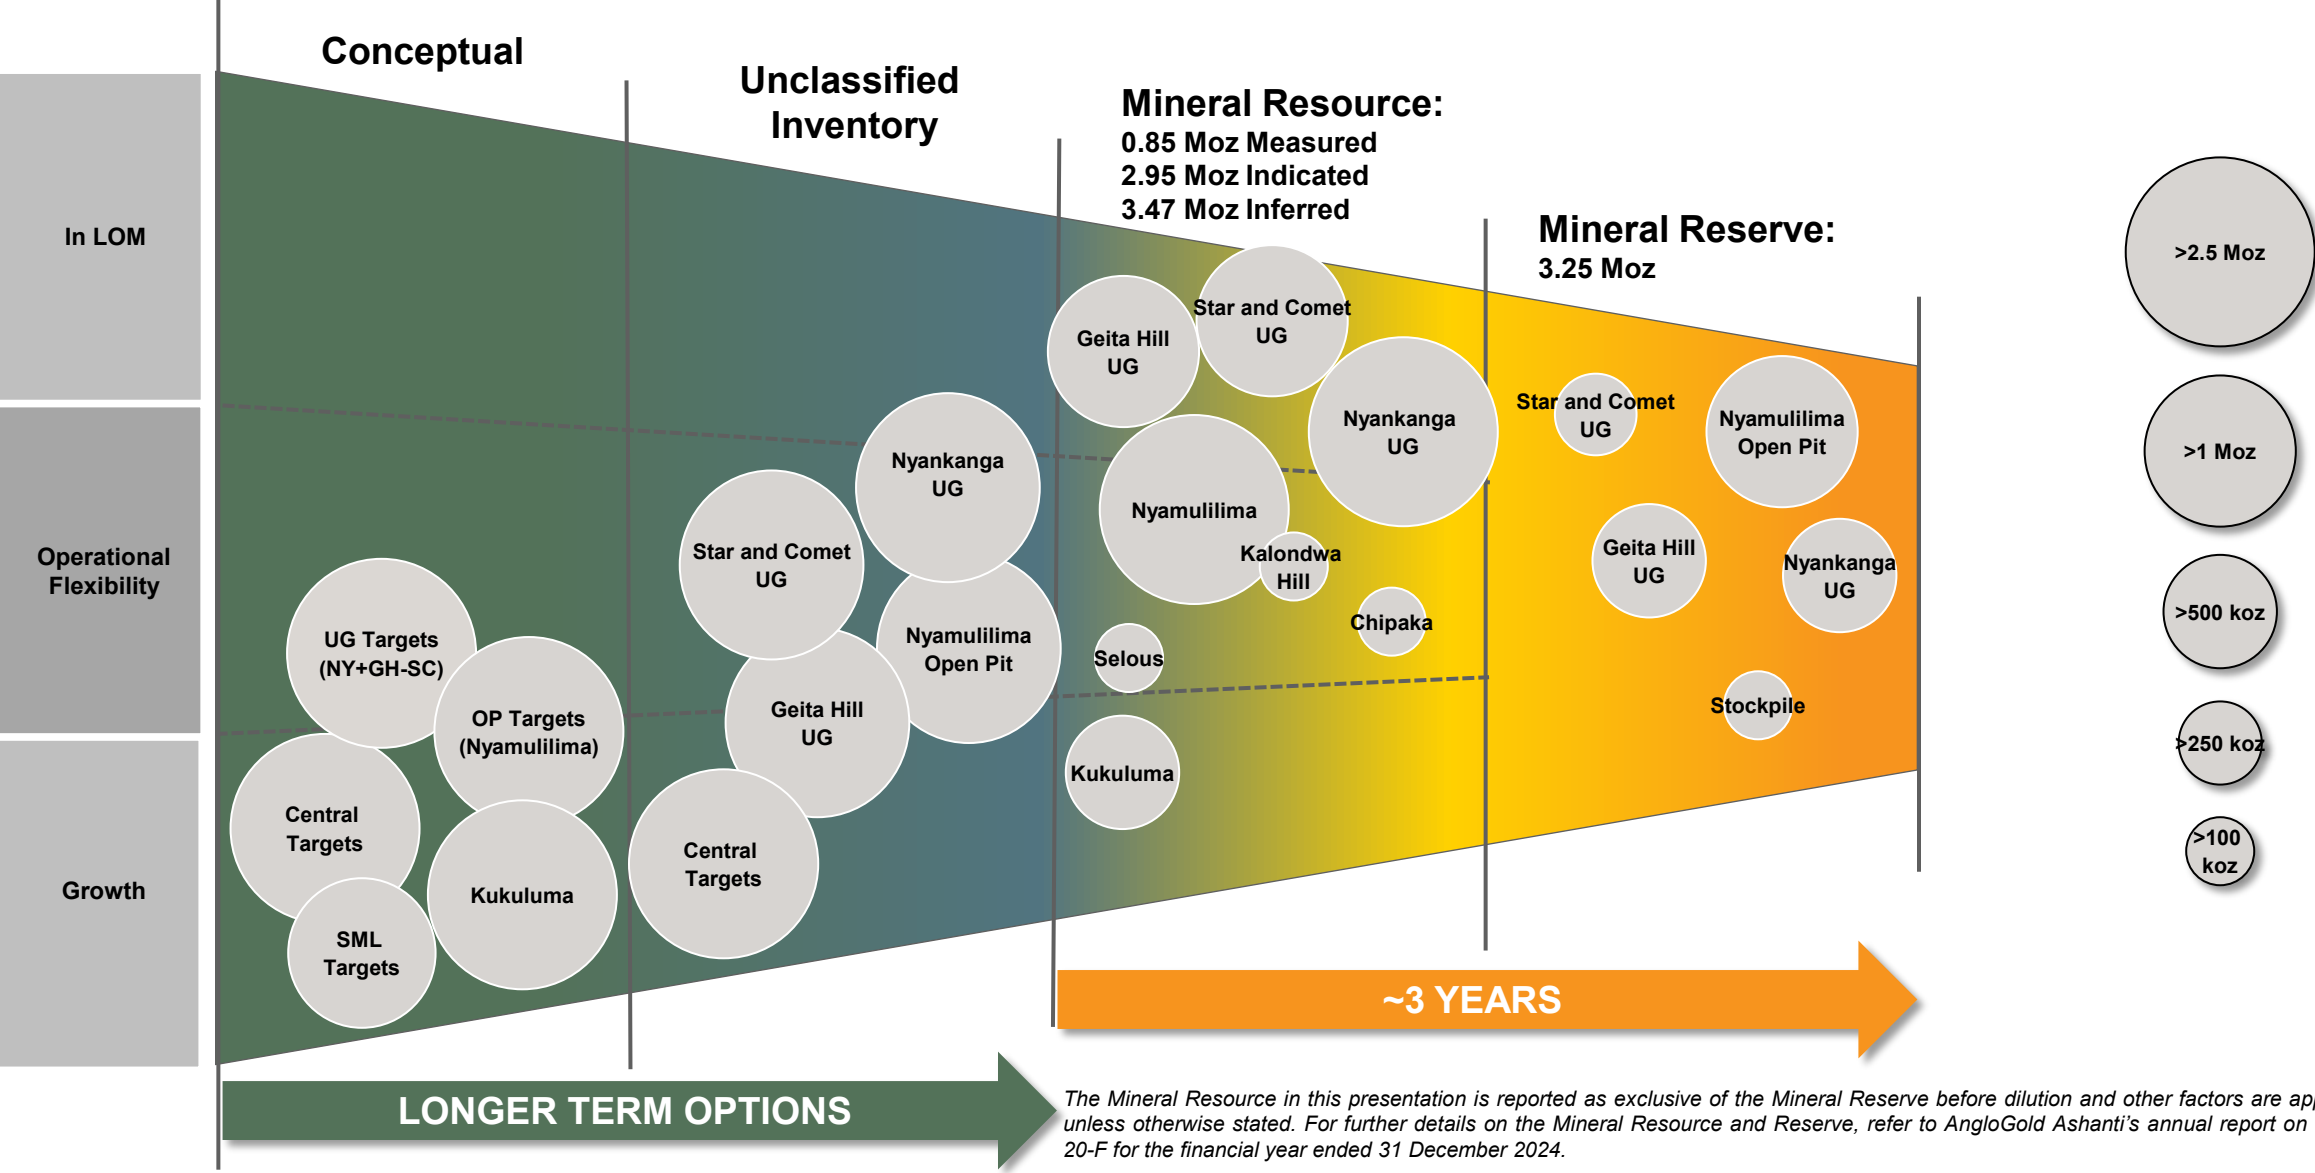 Conceptual
Unclassified
Inventory
Mineral Resource:
0.85 Moz Measured
2.95 Moz Indicated
3.47 Moz Inferred
Mineral Reserve:
3.25 Moz
In LOM
Operational
Flexibility
Growth
UG Targets
(NY+GH-SC)
OP Targets
(Nyamulilima)
Central
Targets
Kukuluma
SML
Targets
Nyankanga
UG
Star and Comet
UG
Nyamulilima
Open Pit
Geita Hill
UG
Central
Targets
Geita Hill
UG
Star and Comet
UG
Nyankanga
UG
Nyamulilima
Kalondwa
Hill
Chipaka
Selous
Kukuluma
Star and Comet
UG
Nyamulilima
Open Pit
Geita Hill
UG
Nyankanga
UG
Stockpile
>2.5 Moz
>1 Moz
>500 koz
>250 koz
>100
koz
~3 YEARS
LONGER TERM OPTIONS
The Mineral Resource in this presentation is reported as exclusive of the Mineral Reserve before dilution and other factors are
unless otherwise stated. For further details on the Mineral Resource and Reserve, refer to AngloGold Ashanti's annual report on
20-F for the financial year ended 31 December 2024.